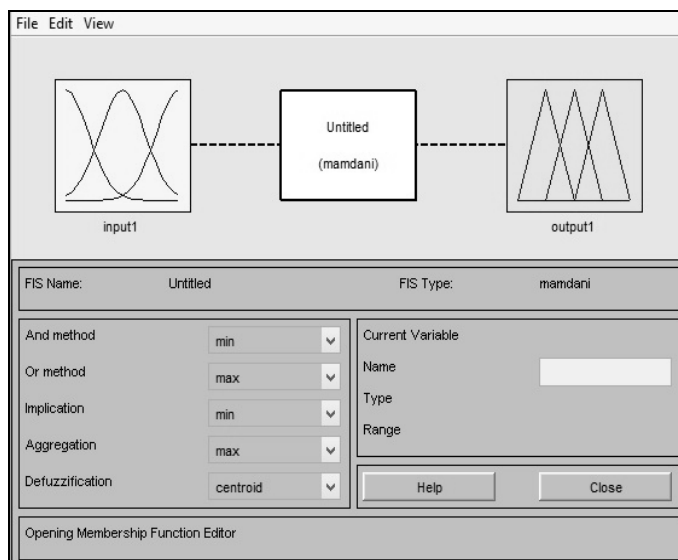 File Edit View
Untitled
(mamdani)
input1
output1
FIS Name: Untitled FIS Type: mamdani
And method min
Or method max
Implication min
Aggregation max
Defuzzification centroid
Current Variable
Name
Type
Range
Help Close
Opening Membership Function Editor